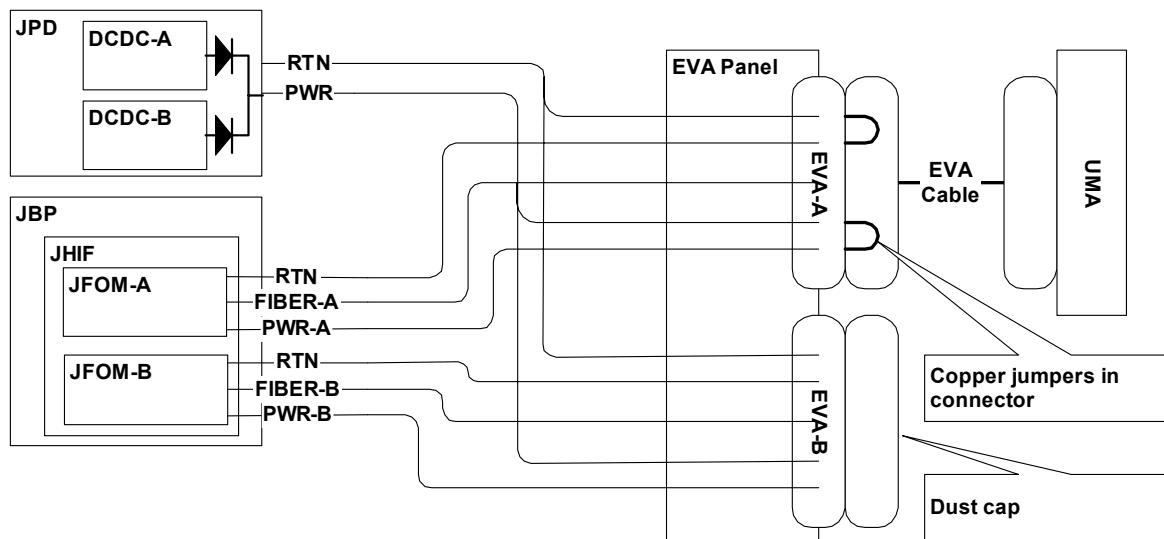 JPD
DCDC-A
DCDC-B
RTN
PWR
JBP
JHIF
JFOM-A
JFOM-B
RTN
FIBER-A
PWR-A
RTN
FIBER-B
PWR-B
EVA Panel
EVA-A
EVA-B
EVA
Cable
UMA
Copper jumpers in
connector
Dust cap